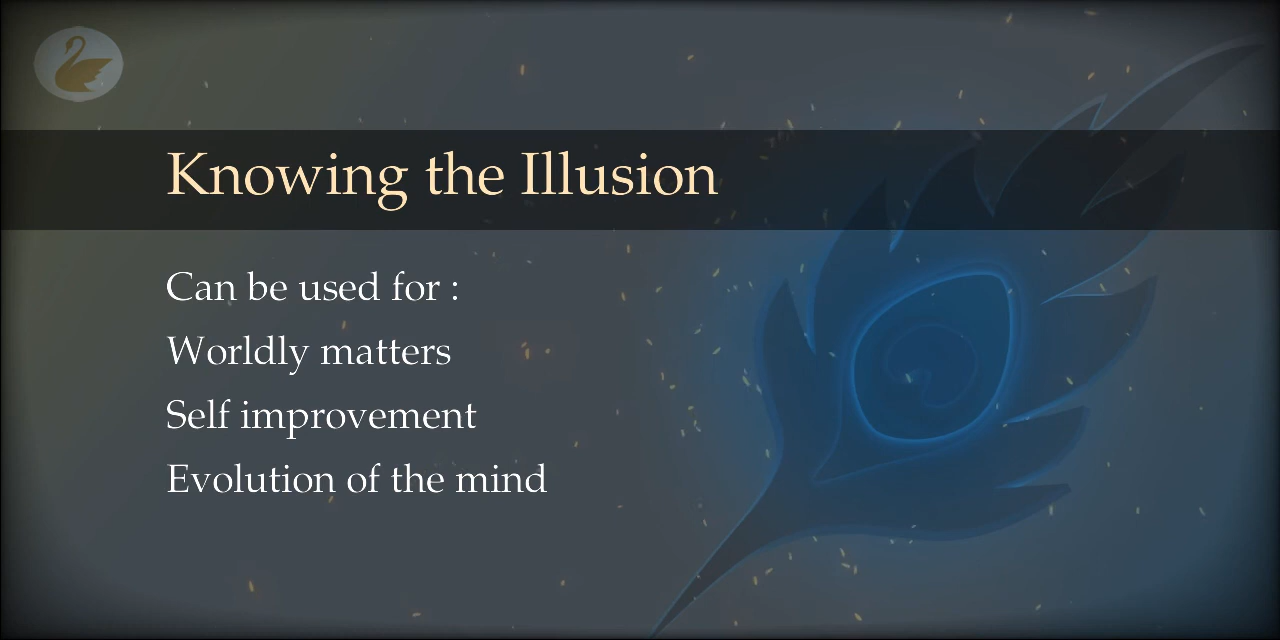 Knowing the Illusion
Can be used for :
Worldly matters
Self improvement
Evolution of the mind